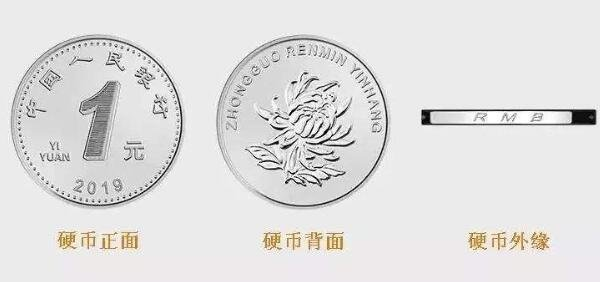 中国人民银行
1
元
YI
YUAN
2019
ZHONGGUO RENMIN YINHANG
RMB
硬币正面
硬币背面
硬币外缘